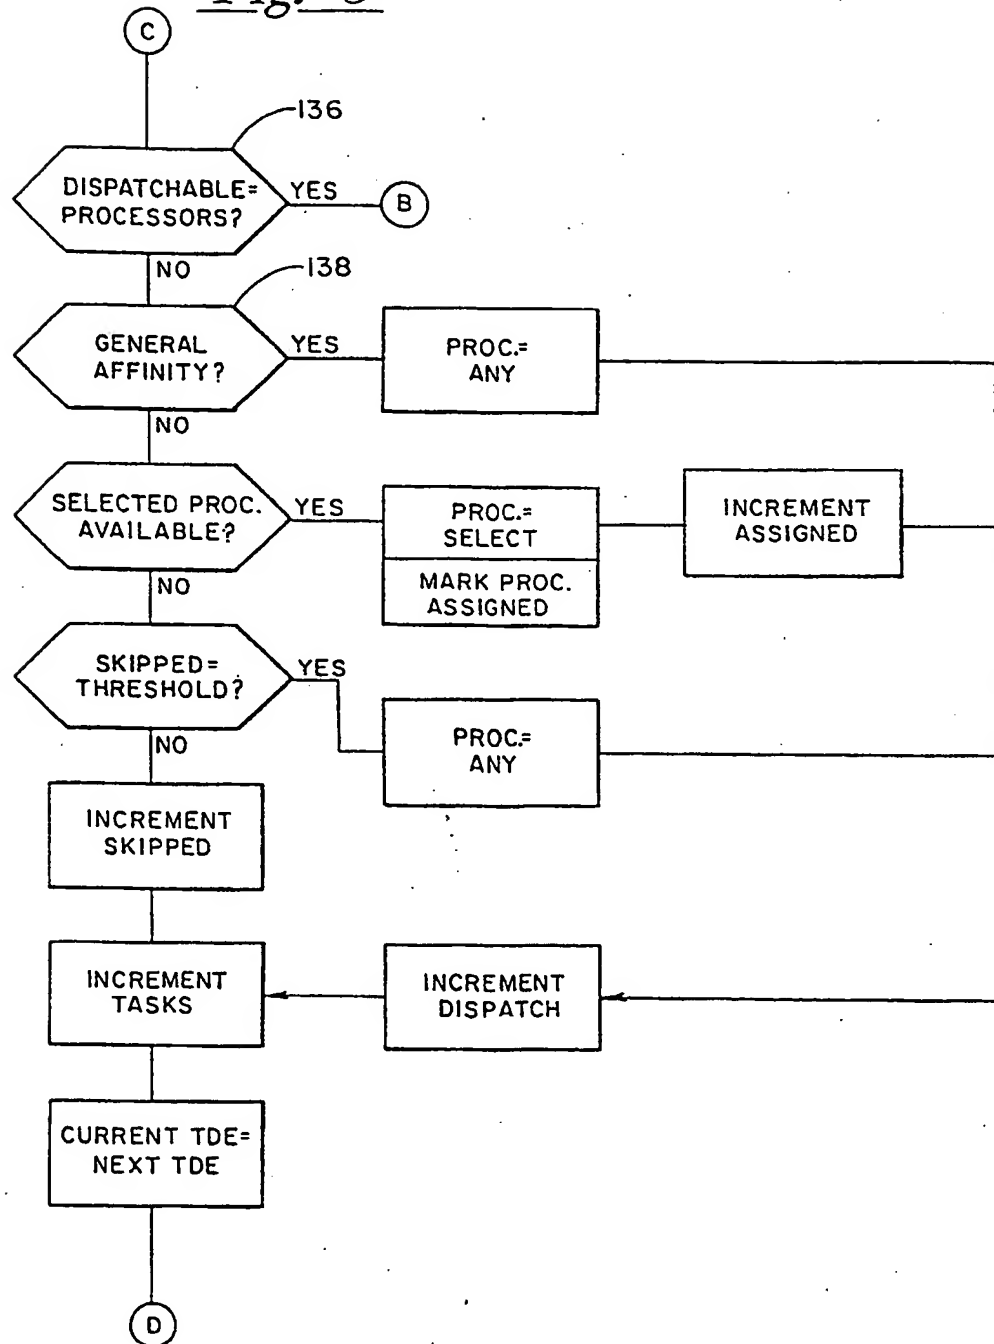 Fig.
C
136
DISPATCHABLE=
PROCESSORS?
YES
B
NO
138
GENERAL
AFFINITY?
YES
PROC.=
ANY
NO
SELECTED PROC.
AVAILABLE?
YES
PROC.=
SELECT
MARK PROC.
ASSIGNED
INCREMENT
ASSIGNED
NO
SKIPPED=
THRESHOLD?
YES
PROC.=
ANY
NO
INCREMENT
SKIPPED
INCREMENT
TASKS
INCREMENT
DISPATCH
CURRENT TDE=
NEXT TDE
D